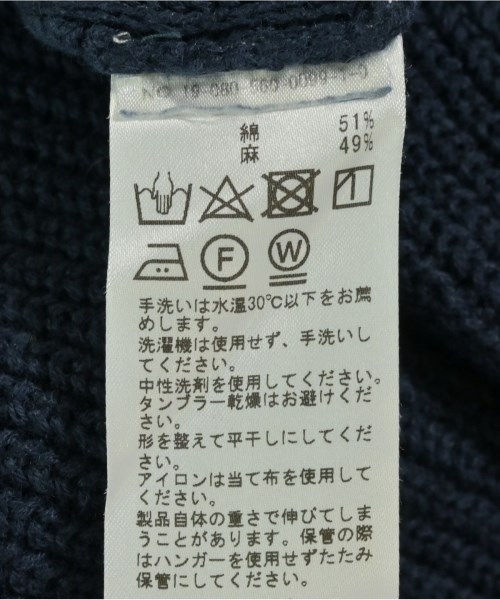 NO 19-080 560-0099-1-0
綿 51%
麻 49%
F W
手洗いは水温30℃以下をお薦
めします。
洗濯機は使用せず、手洗いし
てください。
中性洗剤を使用してください。
タンブラー乾燥はお避けくだ
さい。
形を整えて平干しにしてくだ
さい。
アイロンは当て布を使用して
ください。
製品自体の重さで伸びてしま
うことがあります。保管の際
はハンガーを使用せずたたみ
保管にしてください。